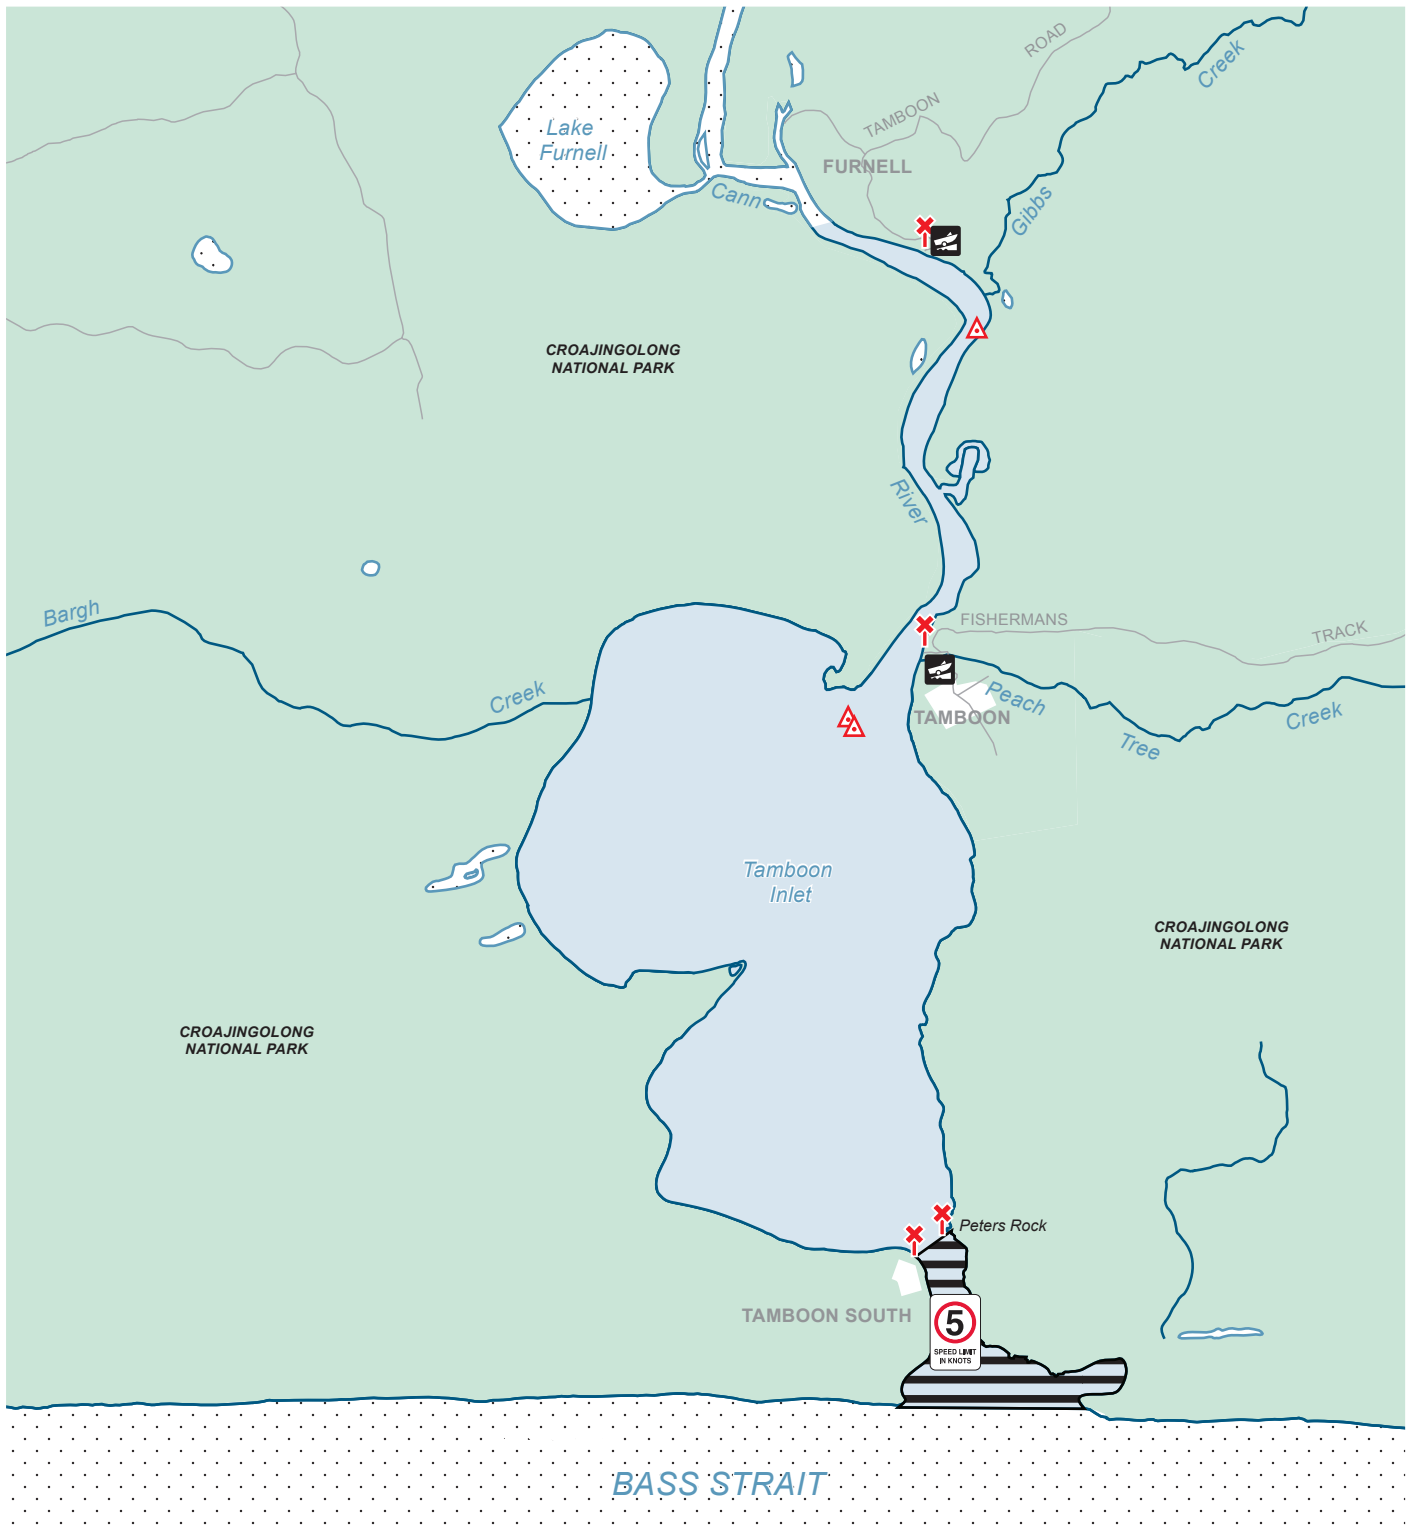 ROAD
Creek
TAMBOON
Lake
Furnell
FURNELL
Cann
Gibbs
CROAJINGOLONG
NATIONAL PARK
River
Bargh
FISHERMANS
TRACK
Creek
Peach
TAMBOON
Creek
Tree
Tamboon
Inlet
CROAJINGOLONG
NATIONAL PARK
CROAJINGOLONG
NATIONAL PARK
Peters Rock
TAMBOON SOUTH
5
SPEED LIMIT
IN KNOTS
BASS STRAIT